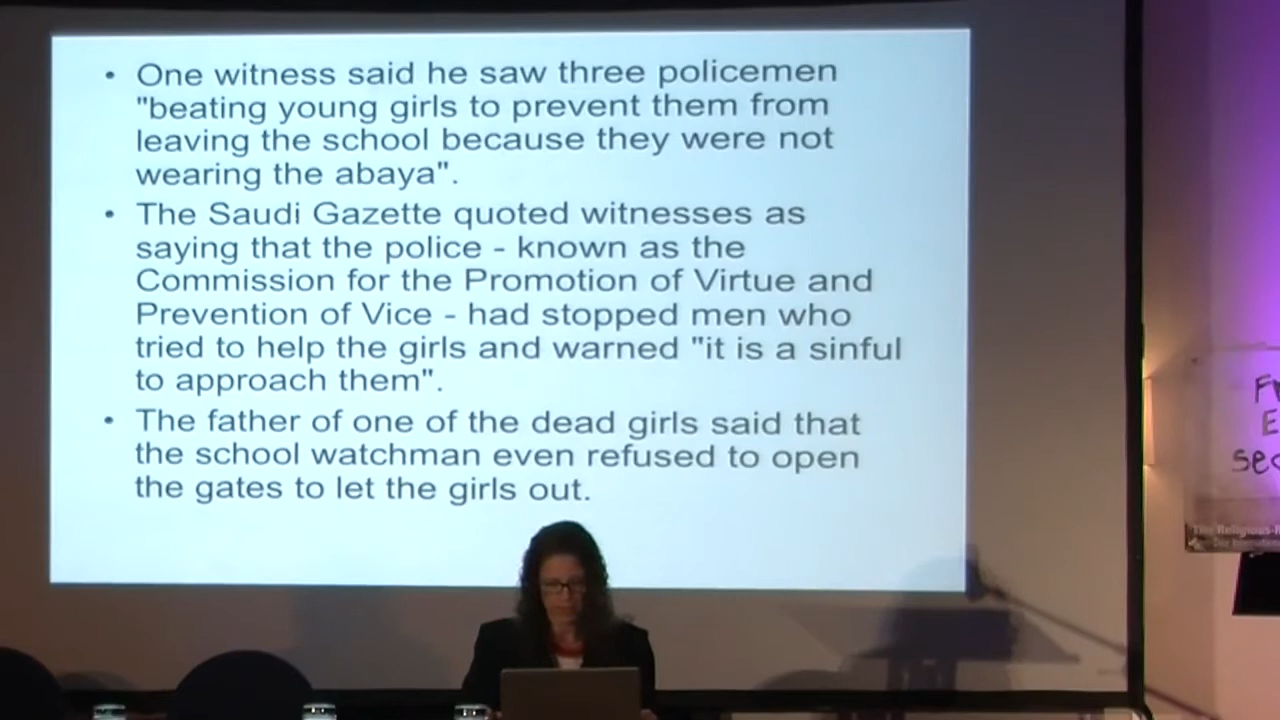 • One witness said he saw three policemen
"beating young girls to prevent them from
leaving the school because they were not
wearing the abaya".
• The Saudi Gazette quoted witnesses as
saying that the police - known as the
Commission for the Promotion of Virtue and
Prevention of Vice - had stopped men who
tried to help the girls and warned "it is a sinful
to approach them".
• The father of one of the dead girls said that
the school watchman even refused to open
the gates to let the girls out.
The Religious-